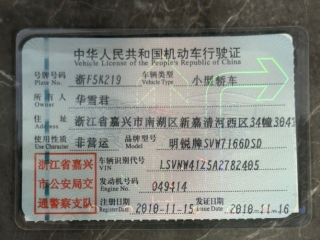 中华人民共和国机动车行驶证
Vehicle License of the People's Republic of China
号牌号码 浙F5K219 车辆类型 小型轿车
Plate No. Vehicle Type
所有人 华雪君
Owner
住址 浙江省嘉兴市南湖区新嘉清河西区34幢304
Address
使用性质 非营运 品牌型号 明锐牌SVW7166DSD
Use Character Model
浙江省嘉兴
市公安局交
通警察支队
车辆识别代号 LSVNW41Z5A2782405
VIN
发动机号码 049414
Engine No.
注册日期 2010-11-15 发证日期 2010-11-16
Register Date Issue Date